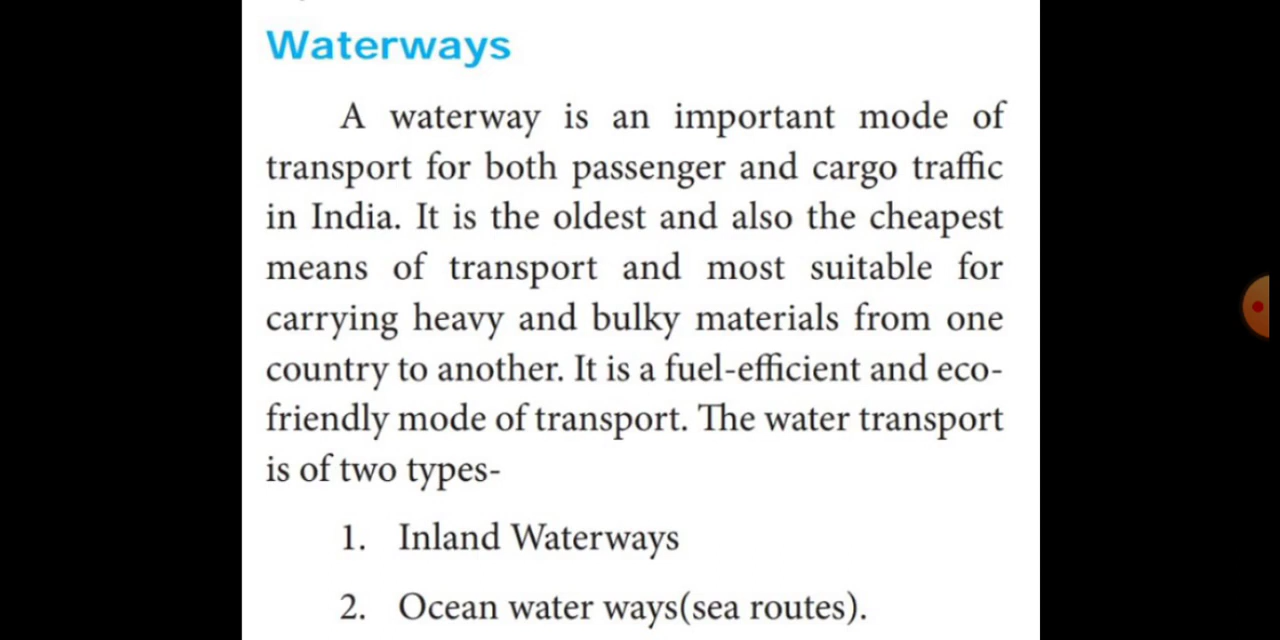 Waterways
A waterway is an important mode of
transport for both passenger and cargo traffic
in India. It is the oldest and also the cheapest
means of transport and most suitable for
carrying heavy and bulky materials from one
country to another. It is a fuel-efficient and eco-
friendly mode of transport. The water transport
is of two types-
1. Inland Waterways
2. Ocean water ways(sea routes).